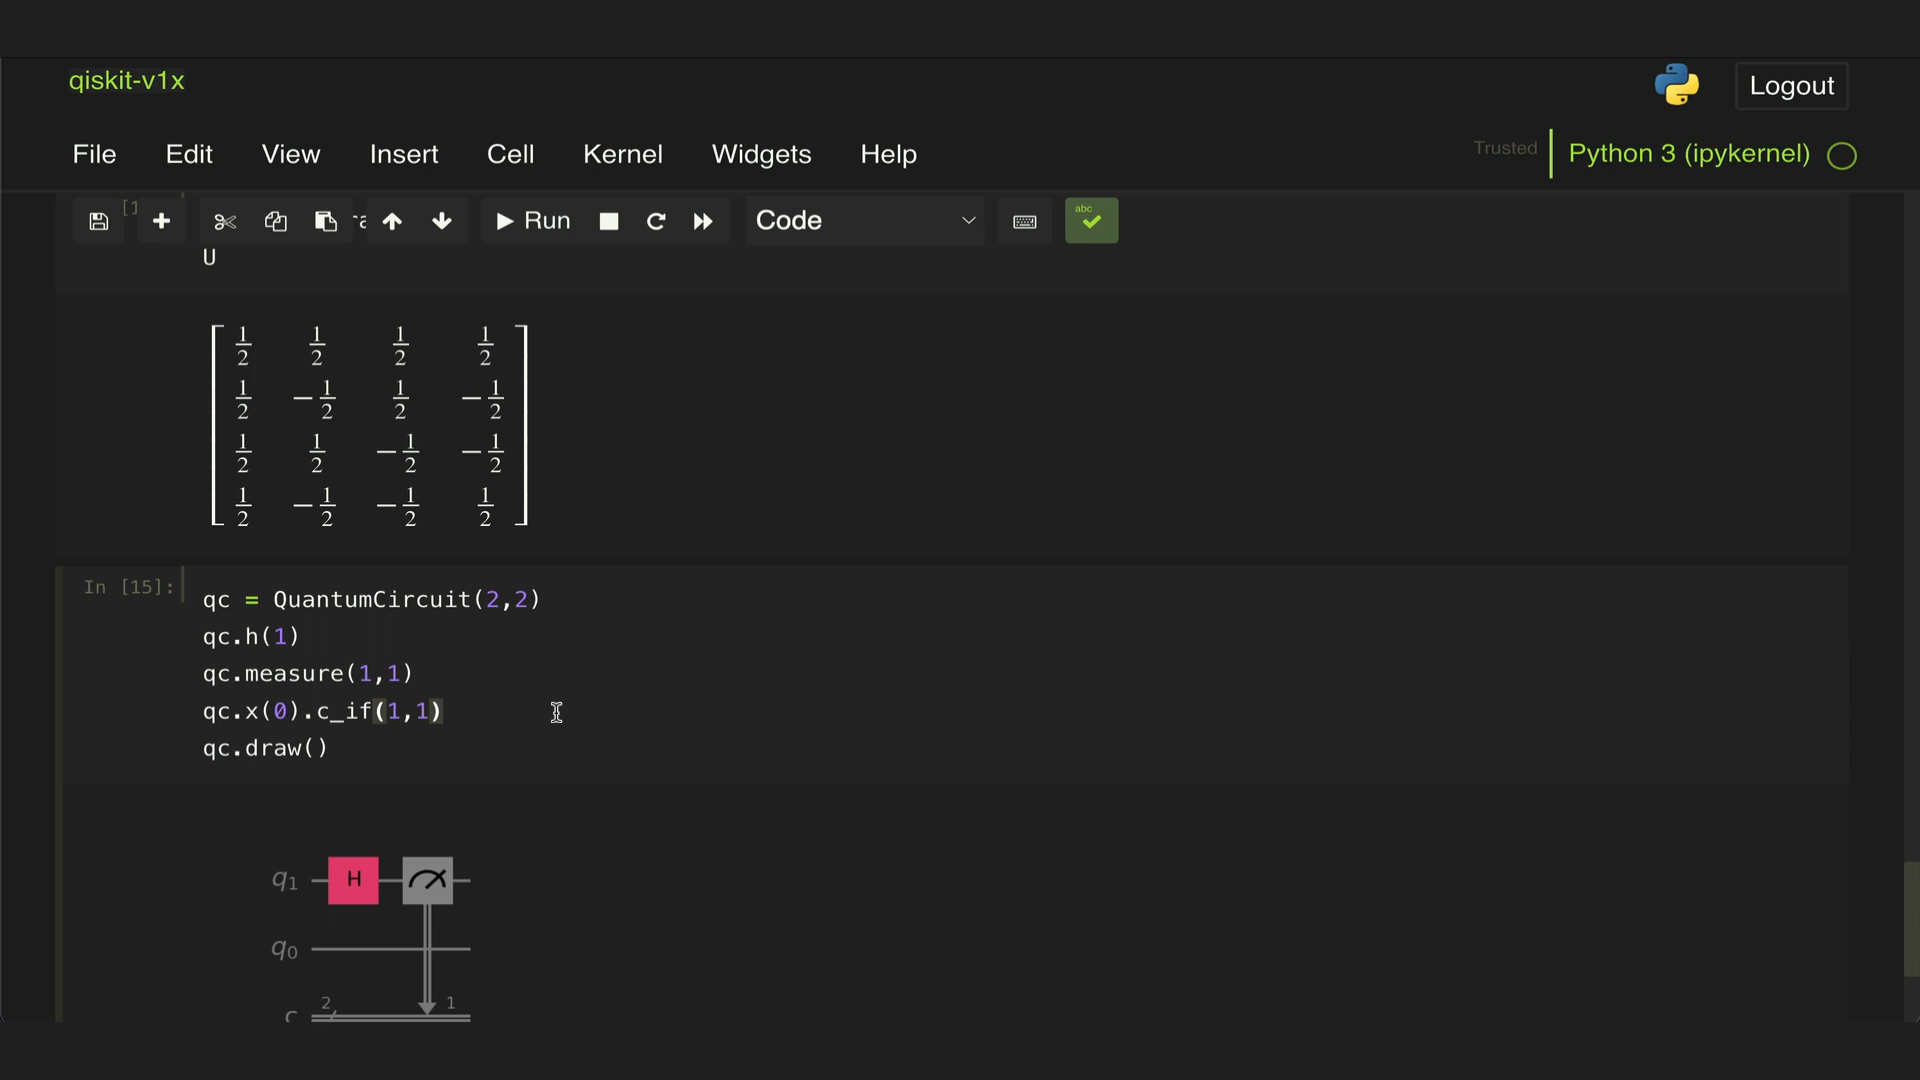 qiskit-v1x
Logout
File Edit View Insert Cell Kernel Widgets Help
Trusted Python 3 (ipykernel)
Run Code abc
U
1/2 1/2 1/2 1/2
1/2 -1/2 1/2 -1/2
1/2 1/2 -1/2 -1/2
1/2 -1/2 -1/2 1/2
In [15]: qc = QuantumCircuit(2,2)
qc.h(1)
qc.measure(1,1)
qc.x(0).c_if(1,1)
qc.draw()
q1 H
q0
2 1
c